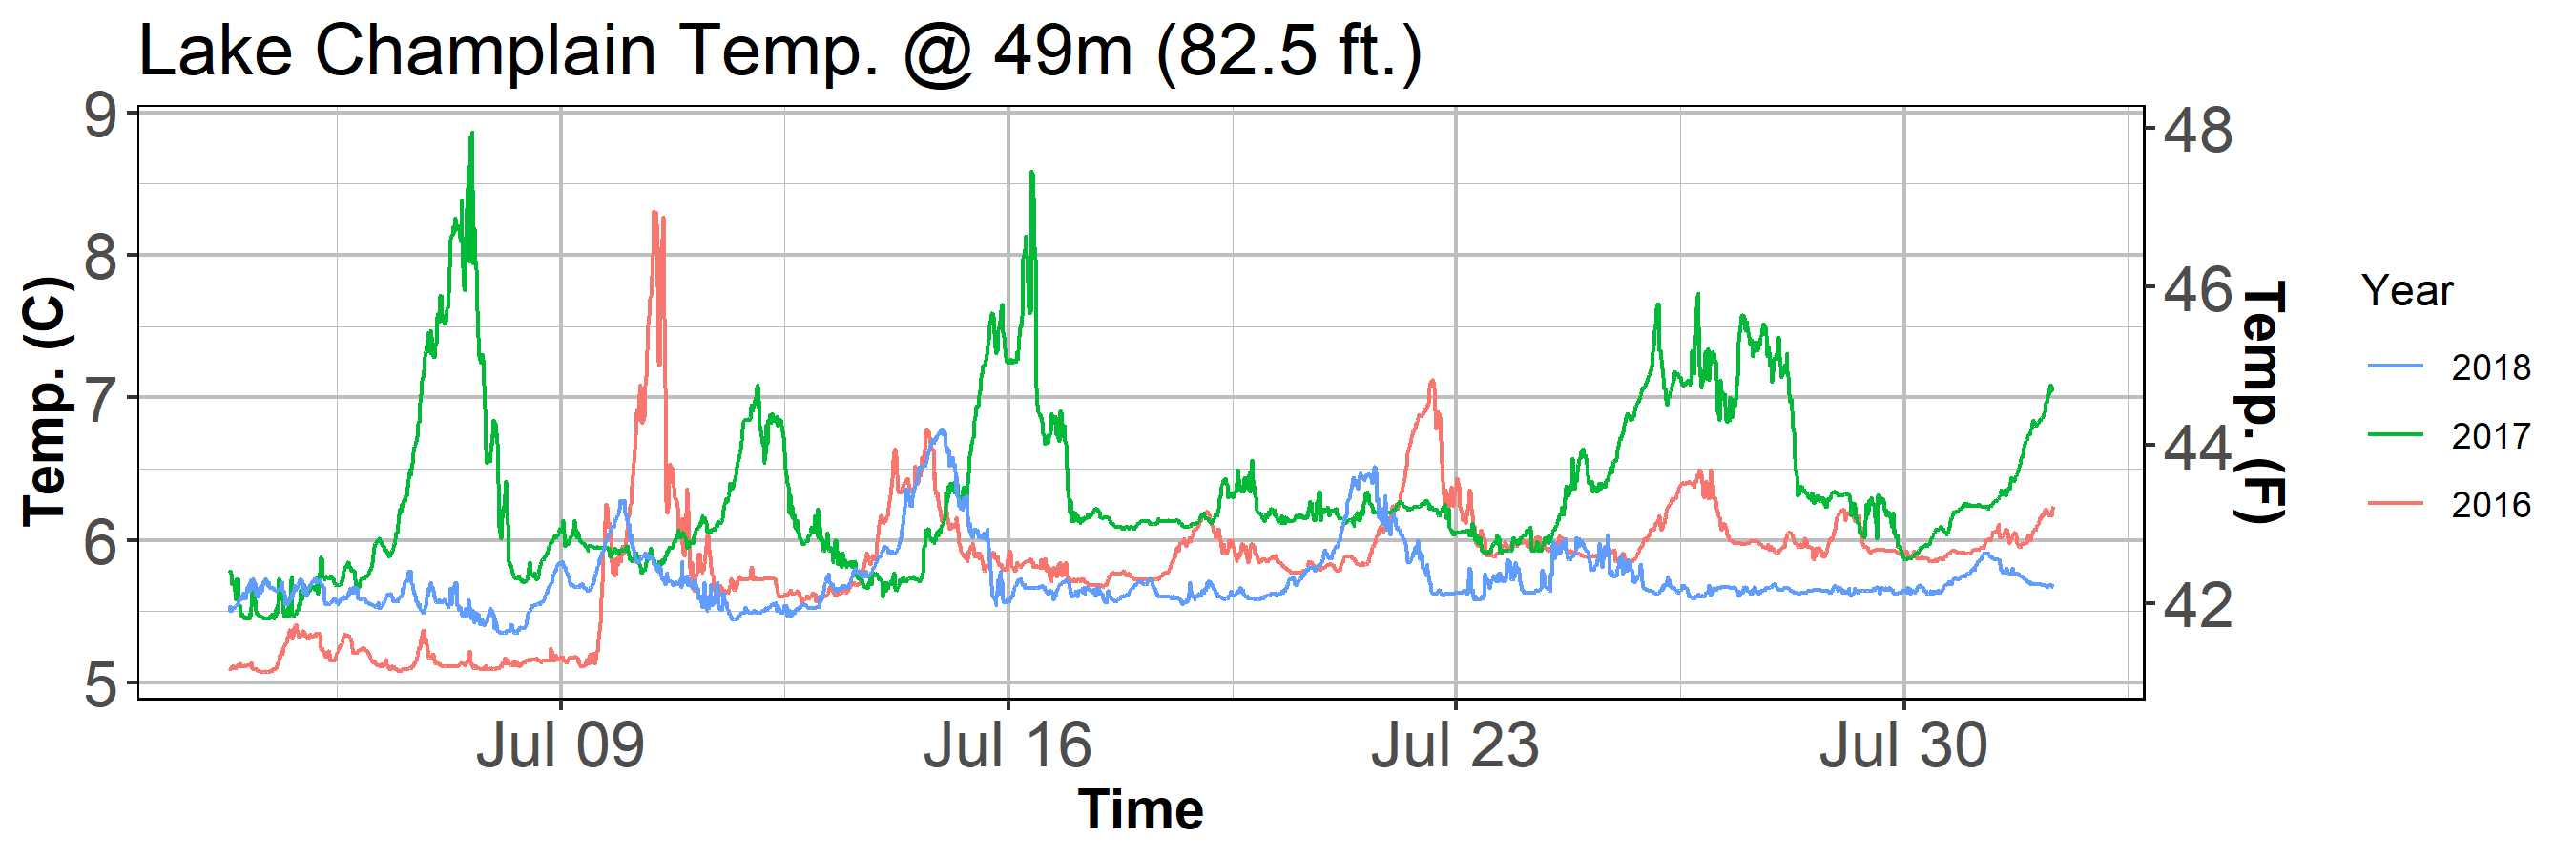 Lake Champlain Temp. @ 49m (82.5 ft.)
9
8
7
6
5
Temp. (C)
48
46
44
42
Temp. (F)
Jul 09 Jul 16 Jul 23 Jul 30
Time
Year
2018
2017
2016